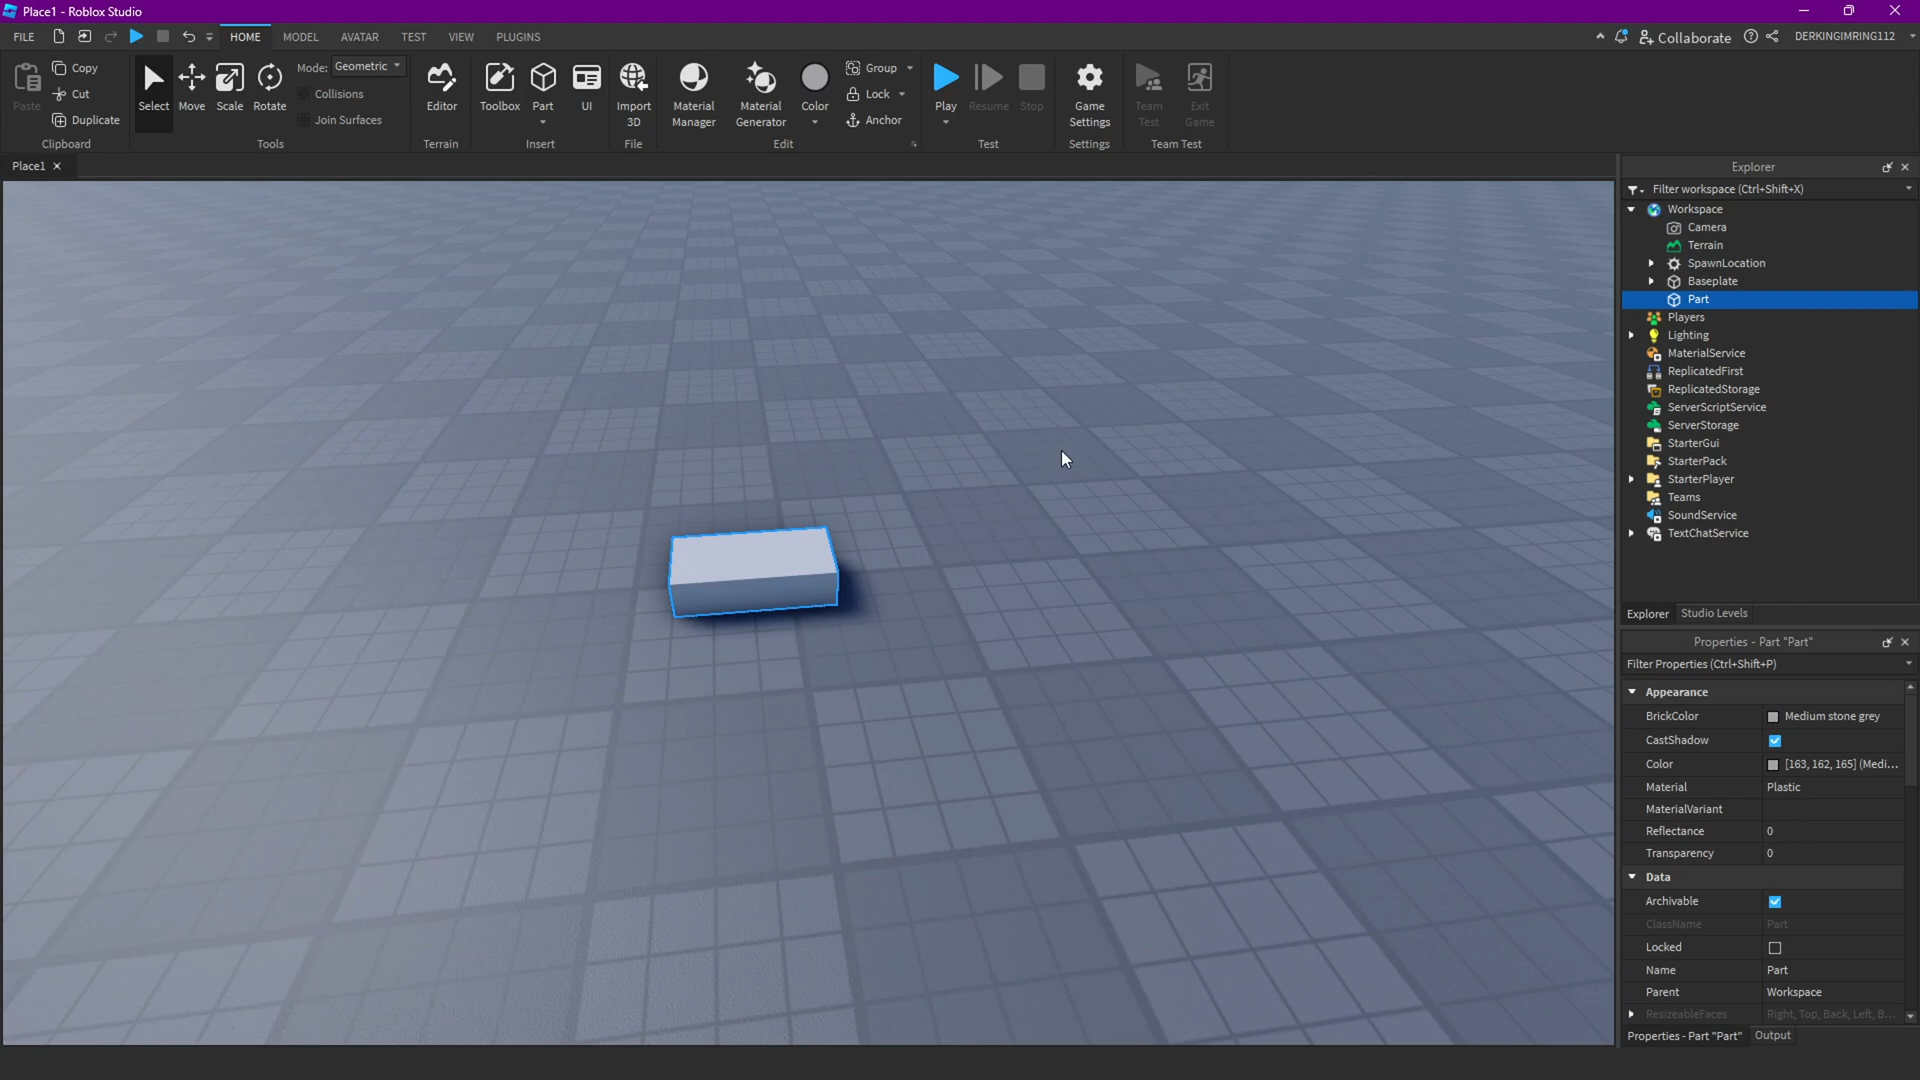 Place1 - Roblox Studio
FILE HOME MODEL AVATAR TEST VIEW PLUGINS Collaborate DERKINGIMRING112
Paste Copy Cut Duplicate
Clipboard
Select Move Scale Rotate
Mode: Geometric
Collisions
Join Surfaces
Tools
Editor
Terrain
Toolbox Part UI
Insert
Import 3D
File
Material Manager
Material Generator
Color
Group
Lock
Anchor
Edit
Play Resume Stop
Test
Game Settings
Settings
Team Test
Exit Game
Team Test
Place1
Explorer
Filter workspace (Ctrl+Shift+X)
Workspace
Camera
Terrain
SpawnLocation
Baseplate
Part
Players
Lighting
MaterialService
ReplicatedFirst
ReplicatedStorage
ServerScriptService
ServerStorage
StarterGui
StarterPack
StarterPlayer
Teams
SoundService
TextChatService
Explorer Studio Levels
Properties - Part "Part"
Filter Properties (Ctrl+Shift+P)
Appearance
BrickColor Medium stone grey
CastShadow
Color [163, 162, 165] (Medi...
Material Plastic
MaterialVariant
Reflectance 0
Transparency 0
Data
Archivable
ClassName Part
Locked
Name Part
Parent Workspace
ResizeableFaces Right, Top, Back, Left, B...
Properties - Part "Part" Output